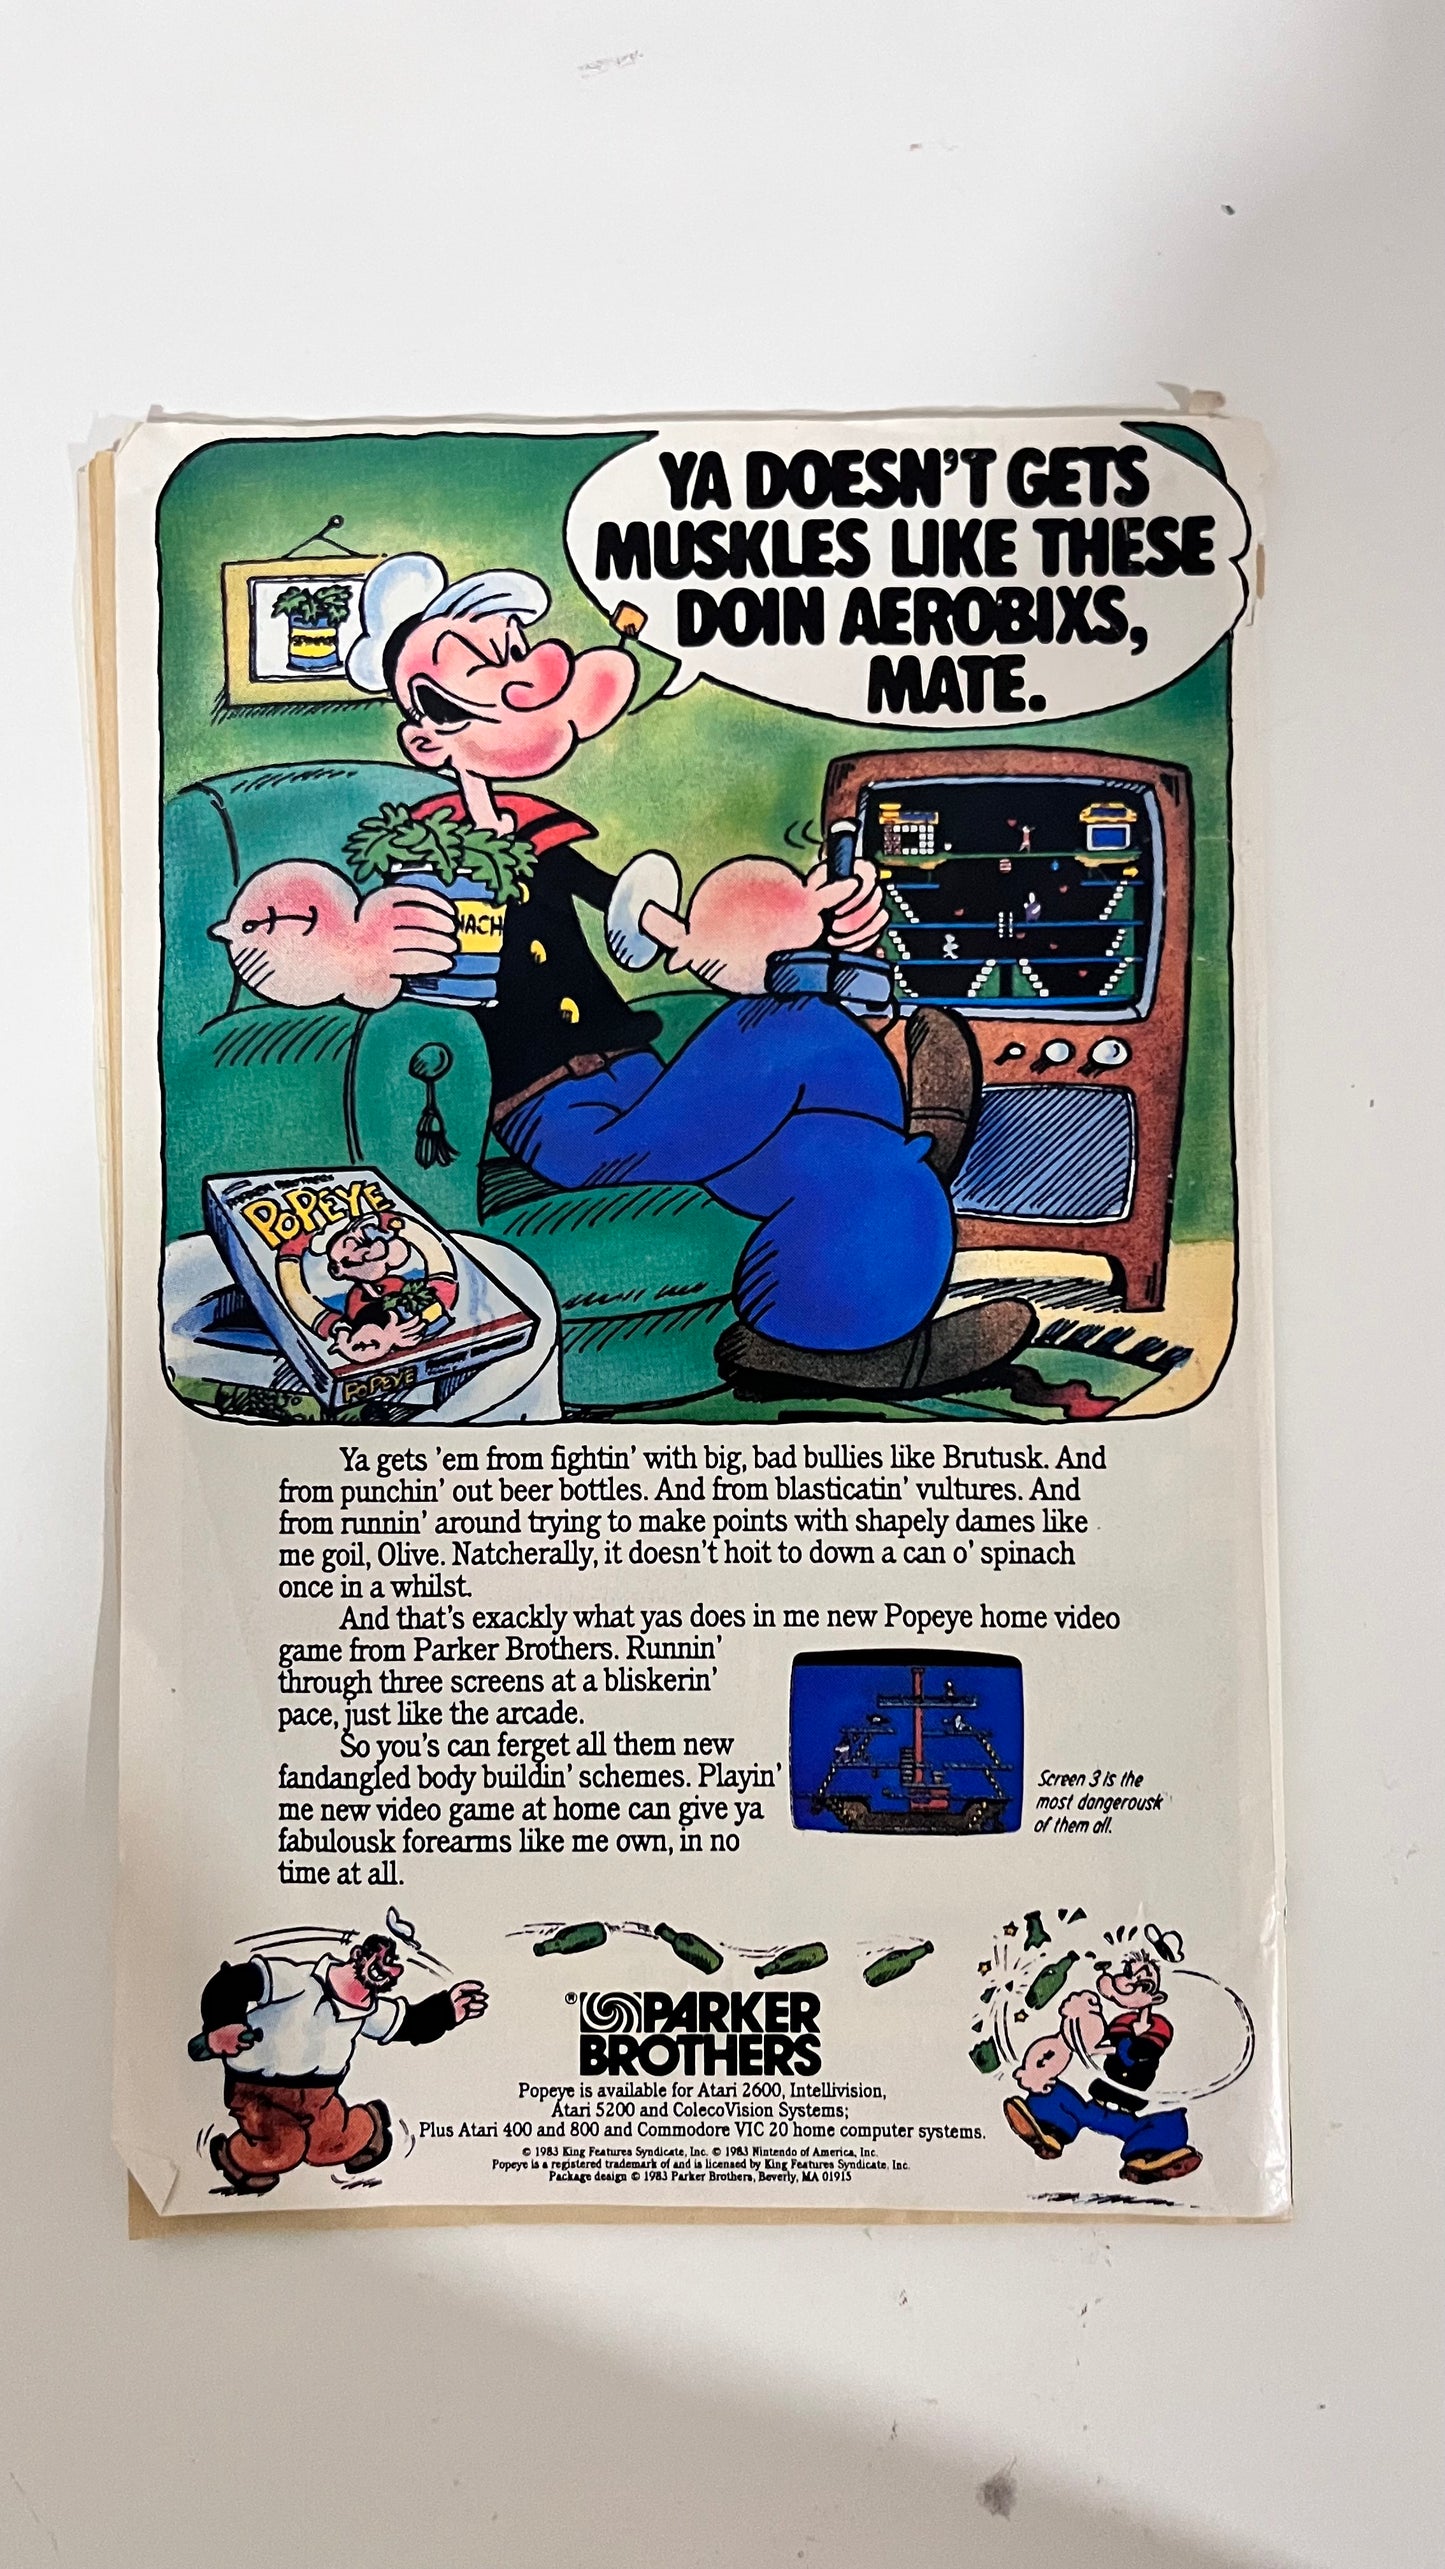 YA DOESN'T GETS
MUSKLES LIKE THESE
DOIN AEROBIXS,
MATE.
SPINACH
NACH
PARKER BROTHERS
POPEYE
POPEYE PARKER BROTHERS
Ya gets 'em from fightin' with big, bad bullies like Brutusk. And
from punchin' out beer bottles. And from blasticatin' vultures. And
from runnin' around trying to make points with shapely dames like
me goil, Olive. Natcherally, it doesn't hoit to down a can o' spinach
once in a whilst.
And that's exackly what yas does in me new Popeye home video
game from Parker Brothers. Runnin'
through three screens at a bliskerin'
pace, just like the arcade.
So you's can ferget all them new
fandangled body buildin' schemes. Playin'
me new video game at home can give ya
fabulousk forearms like me own, in no
time at all.
Screen 3 is the
most dangerousk
of them all.
® PARKER
BROTHERS
Popeye is available for Atari 2600, Intellivision,
Atari 5200 and ColecoVision Systems;
Plus Atari 400 and 800 and Commodore VIC 20 home computer systems.
© 1983 King Features Syndicate, Inc. © 1983 Nintendo of America, Inc.
Popeye is a registered trademark of and is licensed by King Features Syndicate, Inc.
Package design © 1983 Parker Brothers, Beverly, MA 01915